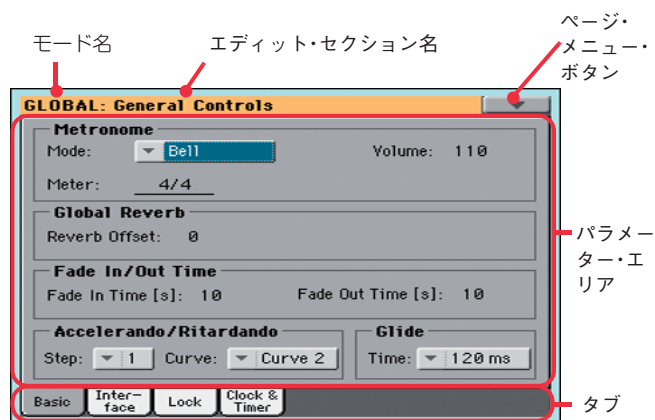 モード名
エディット・セクション名
ページ・
メニュー・
ボタン
GLOBAL: General Controls
Metronome
Mode: Bell Volume: 110
Meter: 4/4
Global Reverb
Reverb Offset: 0
Fade In/Out Time
Fade In Time [s]: 10 Fade Out Time [s]: 10
Accelerando/Ritardando Glide
Step: 1 Curve: Curve 2 Time: 120 ms
パラメー
ター・エ
リア
Basic Inter-
face Lock Clock &
Timer
タブ